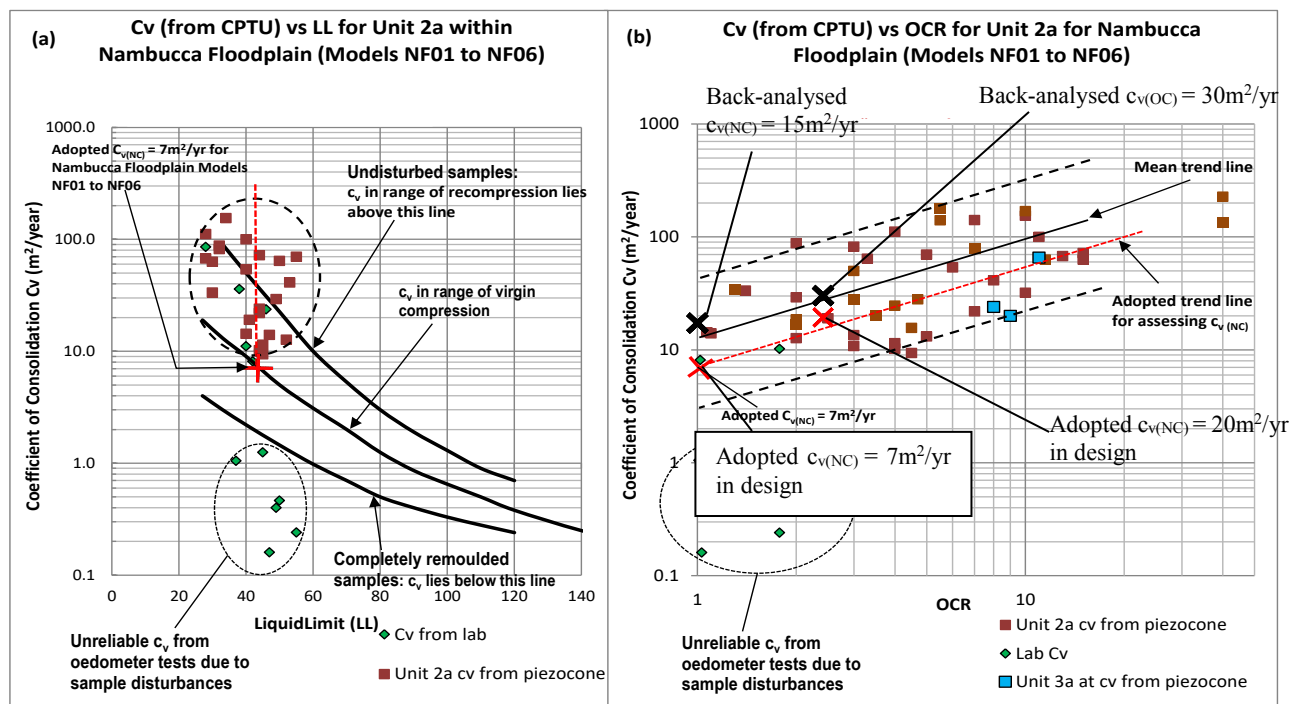 (a)
Cv (from CPTU) vs LL for Unit 2a within
Nambucca Floodplain (Models NF01 to NF06)
Coefficient of Consolidation Cv (m²/year)
1000.0
100.0
10.0
1.0
0.1
Adopted Cv(NC) = 7m²/yr for
Nambucca Floodplain Models
NF01 to NF06
Undisturbed samples:
cv in range of recompression lies
above this line
cv in range of virgin
compression
Completely remoulded
samples: cv lies below this line
0 20 40 60 80 100 120 140
LiquidLimit (LL)
Unreliable cv from
oedometer tests due to
sample disturbances
Cv from lab
Unit 2a cv from piezocone
(b)
Cv (from CPTU) vs OCR for Unit 2a for Nambucca
Floodplain (Models NF01 to NF06)
Back-analysed
cv(NC) = 15m²/yr
Back-analysed cv(OC) = 30m²/yr
Coefficient of Consolidation Cv (m²/year)
1000
100
10
1
0.1
Mean trend line
Adopted trend line
for assessing cv (NC)
Adopted Cv(NC) = 7m²/yr
Adopted cv(NC) = 20m²/yr
in design
Adopted cv(NC) = 7m²/yr
in design
1 10
OCR
Unreliable cv from
oedometer tests due to
sample disturbances
Unit 2a cv from piezocone
Lab Cv
Unit 3a at cv from piezocone